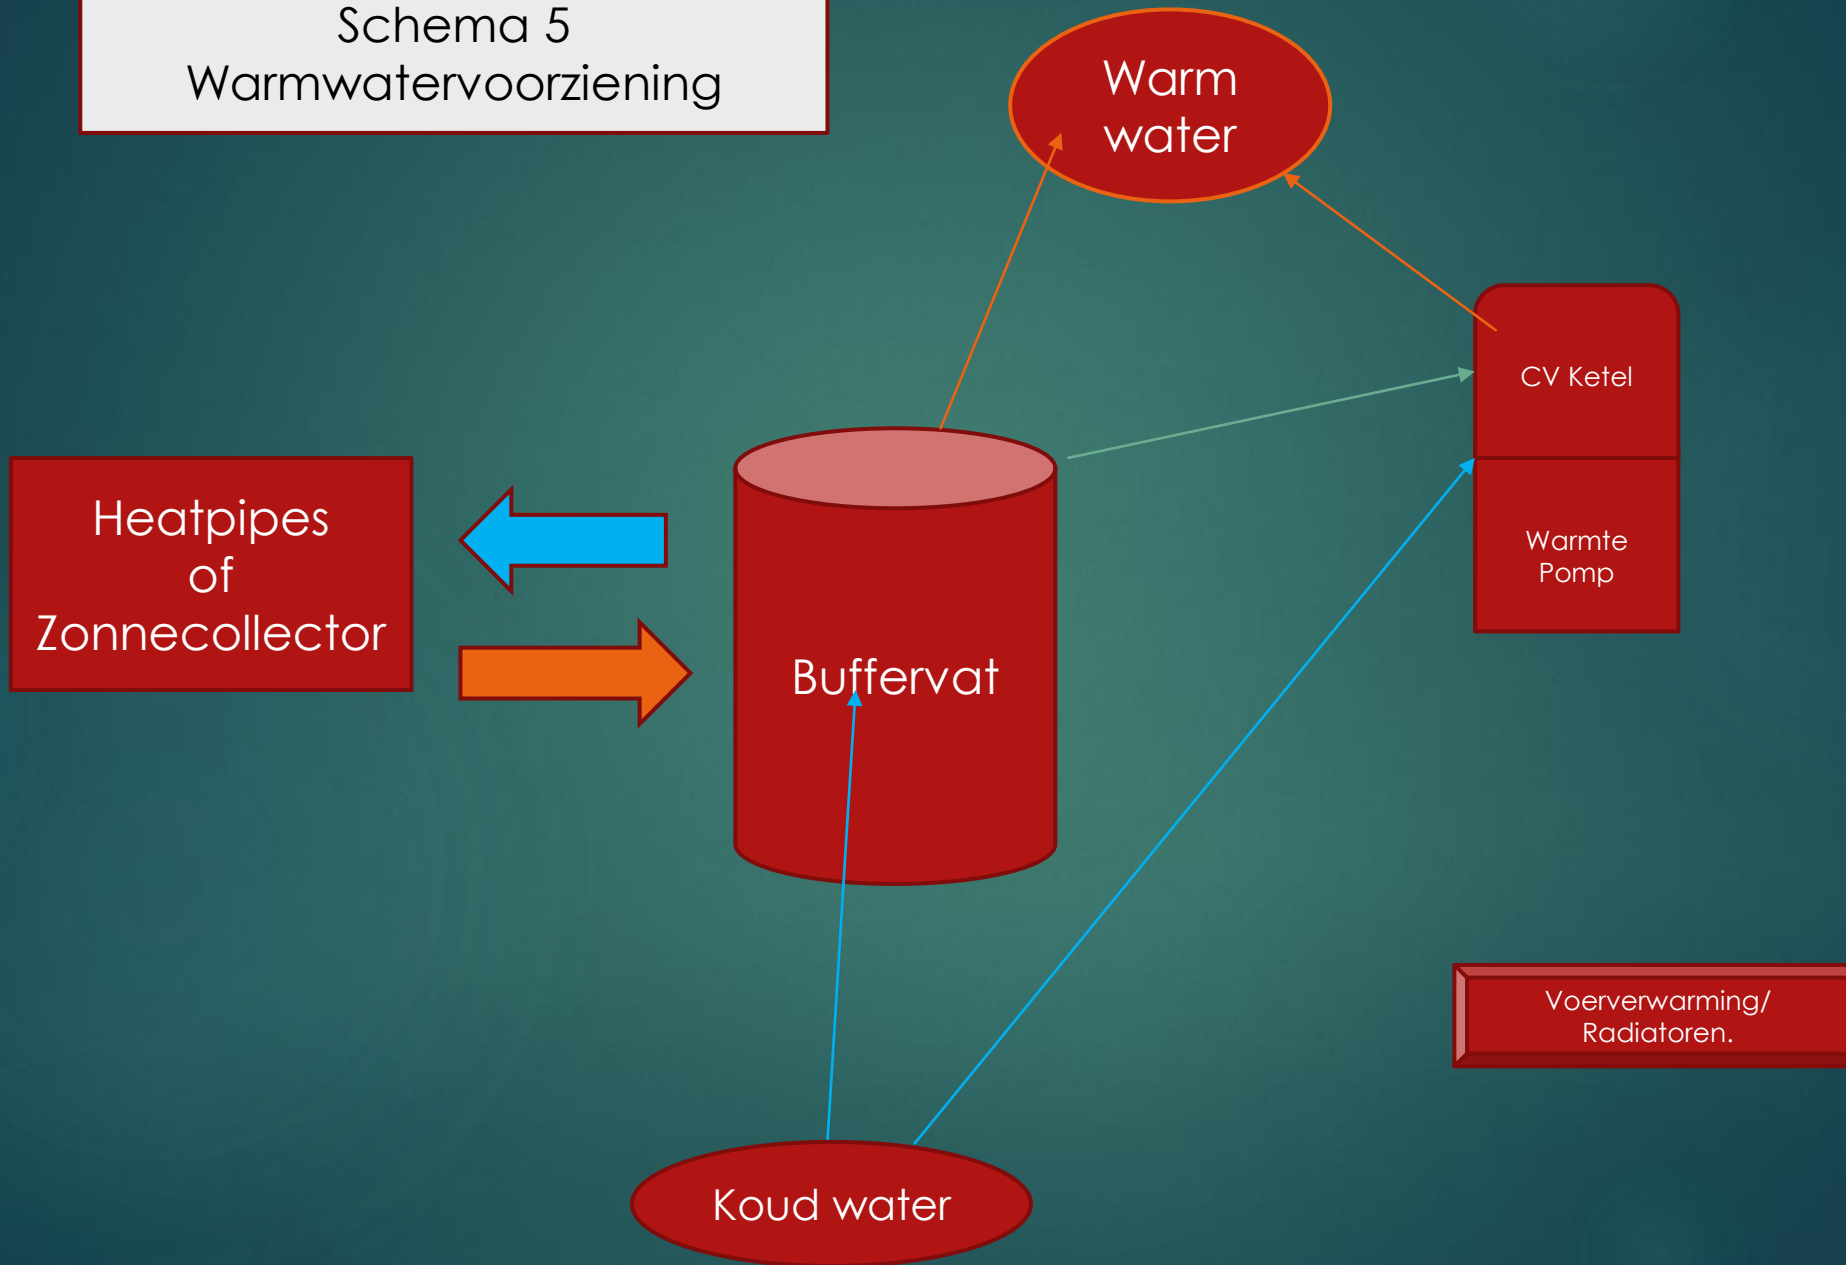 Schema 5
Warmwatervoorziening
Warm
water
CV Ketel
Heatpipes
of
Zonnecollector
Warmte
Pomp
Buffervat
Voerverwarming/
Radiatoren.
Koud water